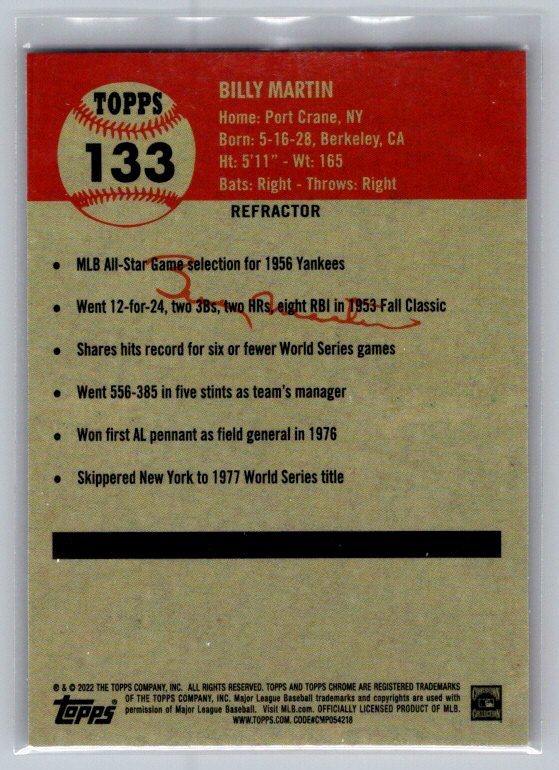 TOPPS
133
BILLY MARTIN
Home: Port Crane, NY
Born: 5-16-28, Berkeley, CA
Ht: 5'11" - Wt: 165
Bats: Right - Throws: Right
REFRACTOR
• MLB All-Star Game selection for 1956 Yankees
Billy Martin
• Went 12-for-24, two 3Bs, two HRs, eight RBI in 1953 Fall Classic
• Shares hits record for six or fewer World Series games
• Went 556-385 in five stints as team's manager
• Won first AL pennant as field general in 1976
• Skippered New York to 1977 World Series title
® & © 2022 THE TOPPS COMPANY, INC. ALL RIGHTS RESERVED. TOPPS AND TOPPS CHROME ARE REGISTERED TRADEMARKS
OF THE TOPPS COMPANY, INC. Major League Baseball trademarks and copyrights are used with
permission of Major League Baseball. Visit MLB.com. OFFICIALLY LICENSED PRODUCT OF MLB.
WWW.TOPPS.COM. CODE#CMP054218
topps